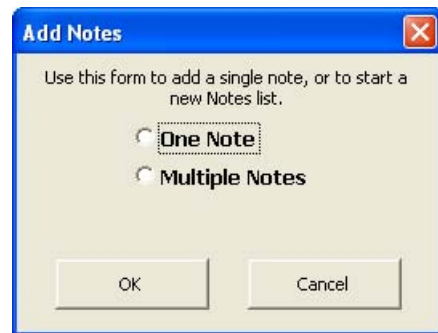 Add Notes
Use this form to add a single note, or to start a
new Notes list.
One Note
Multiple Notes
OK
Cancel